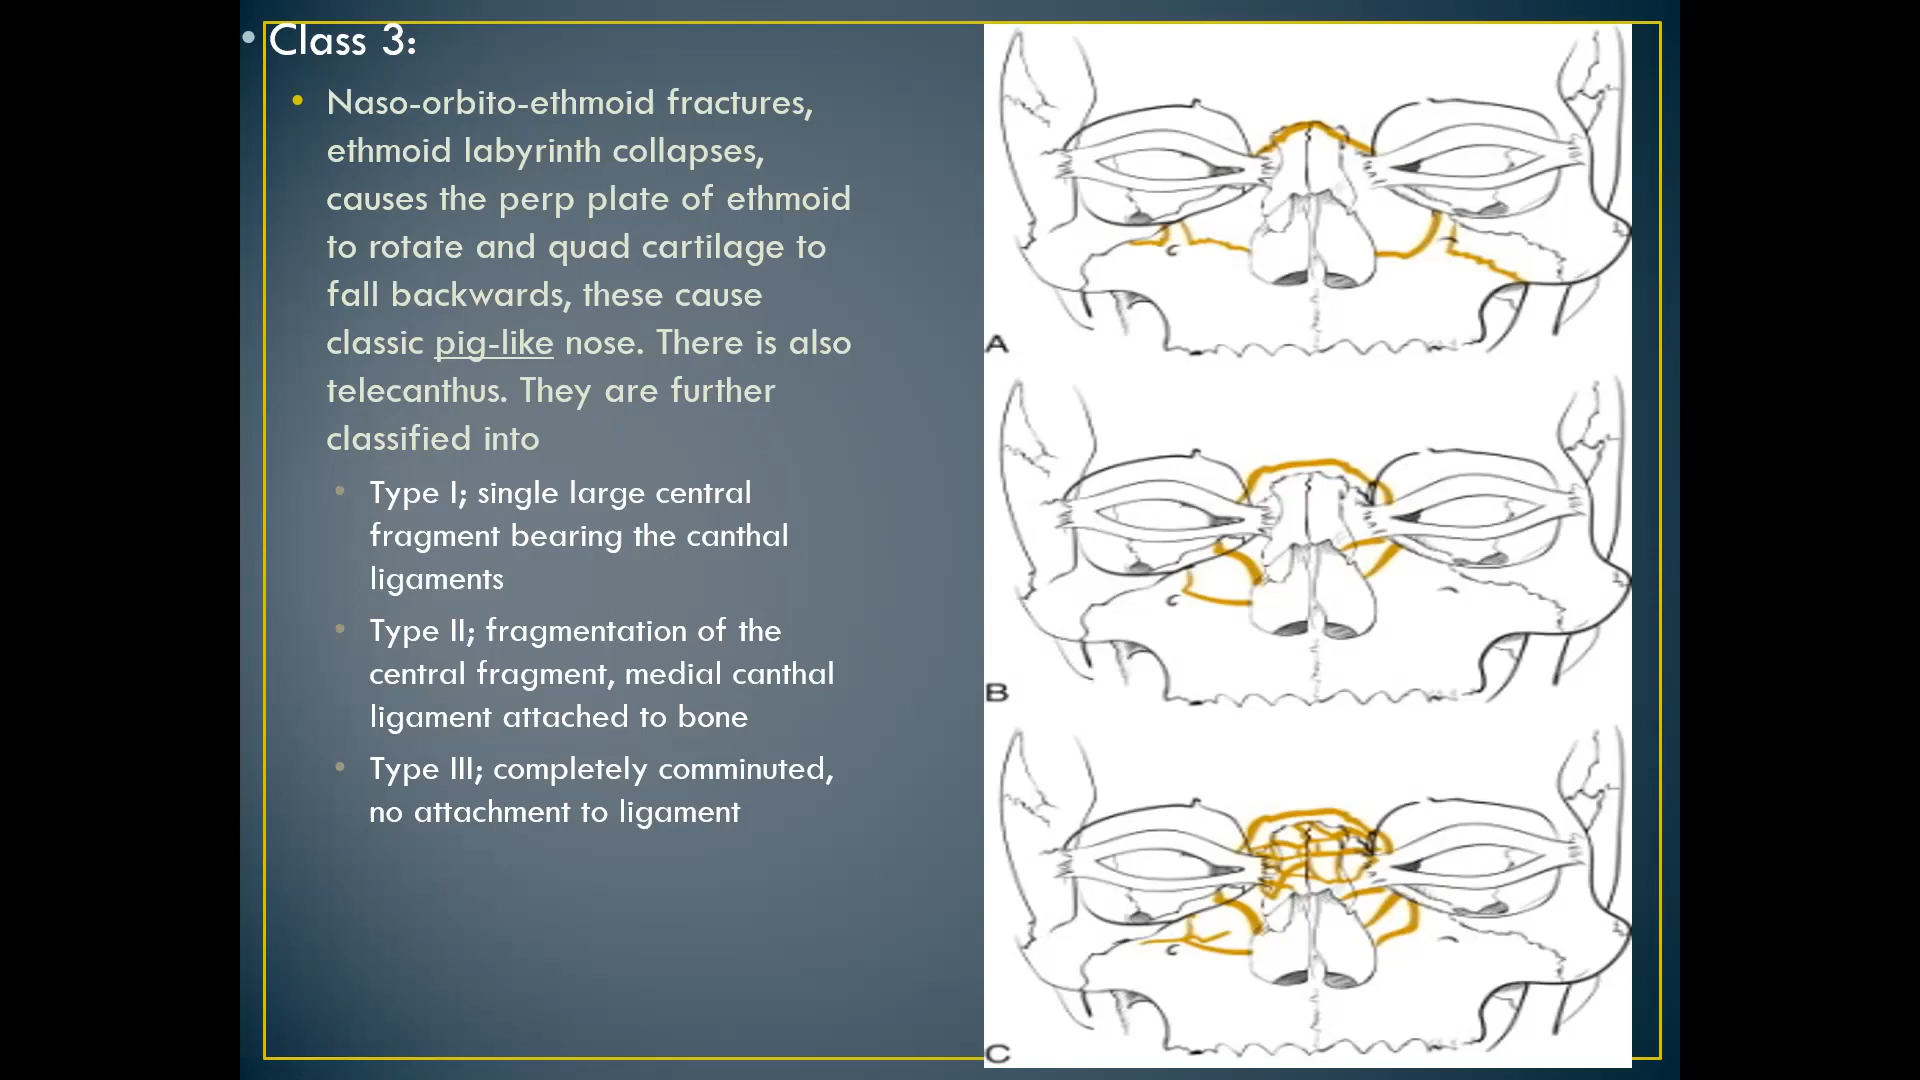 • Class 3:
• Naso-orbito-ethmoid fractures,
ethmoid labyrinth collapses,
causes the perp plate of ethmoid
to rotate and quad cartilage to
fall backwards, these cause
classic pig-like nose. There is also
telecanthus. They are further
classified into
• Type I; single large central
fragment bearing the canthal
ligaments
• Type II; fragmentation of the
central fragment, medial canthal
ligament attached to bone
• Type III; completely comminuted,
no attachment to ligament
A
B
C